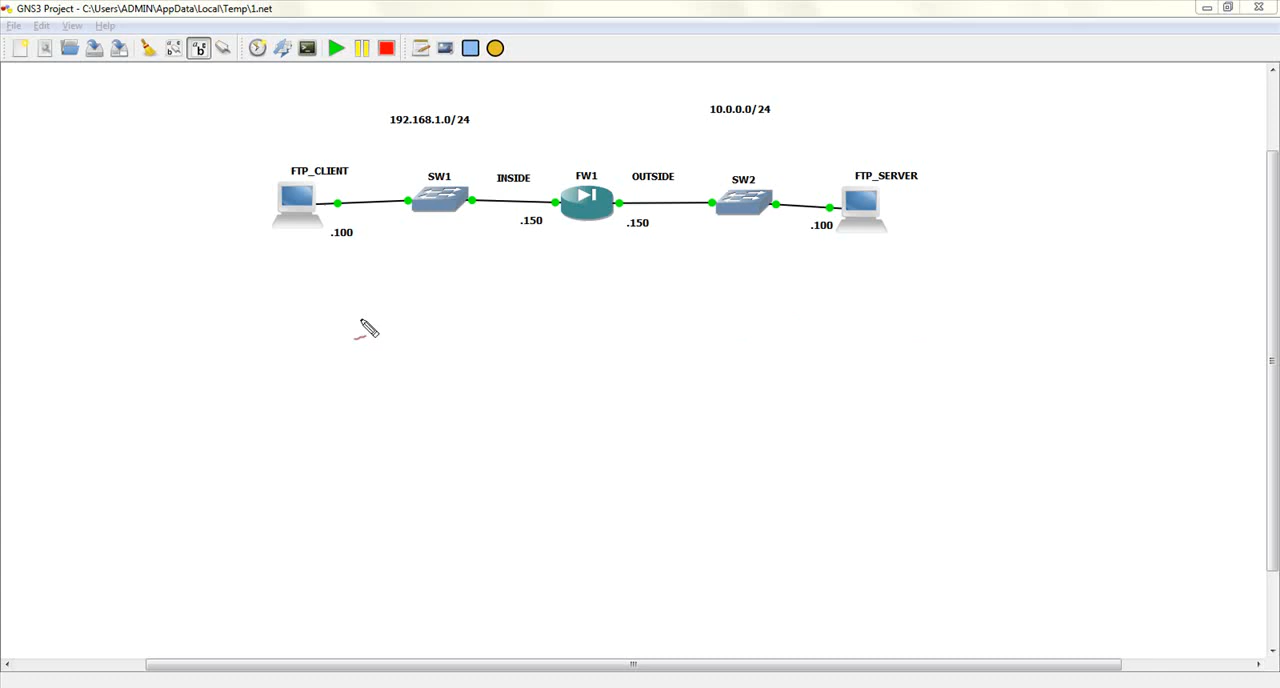 GNS3 Project - C:\Users\ADMIN\AppData\Local\Temp\1.net
File Edit View Help
192.168.1.0/24
10.0.0.0/24
FTP_CLIENT
SW1
INSIDE
FW1
OUTSIDE
SW2
FTP_SERVER
.100
.150
.150
.100